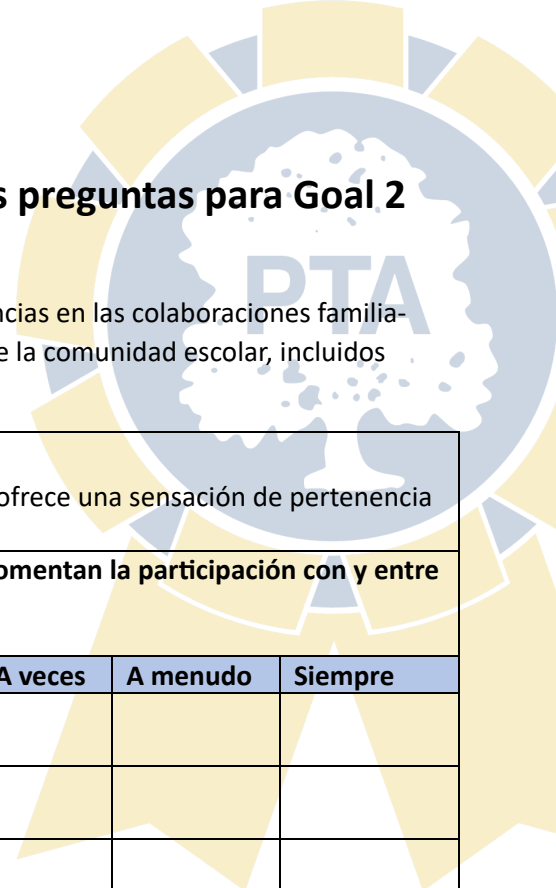 s preguntas para Goal 2
PTA
ncias en las colaboraciones familia-
e la comunidad escolar, incluidos
ofrece una sensación de pertenencia
omentan la participación con y entre
A veces A menudo Siempre